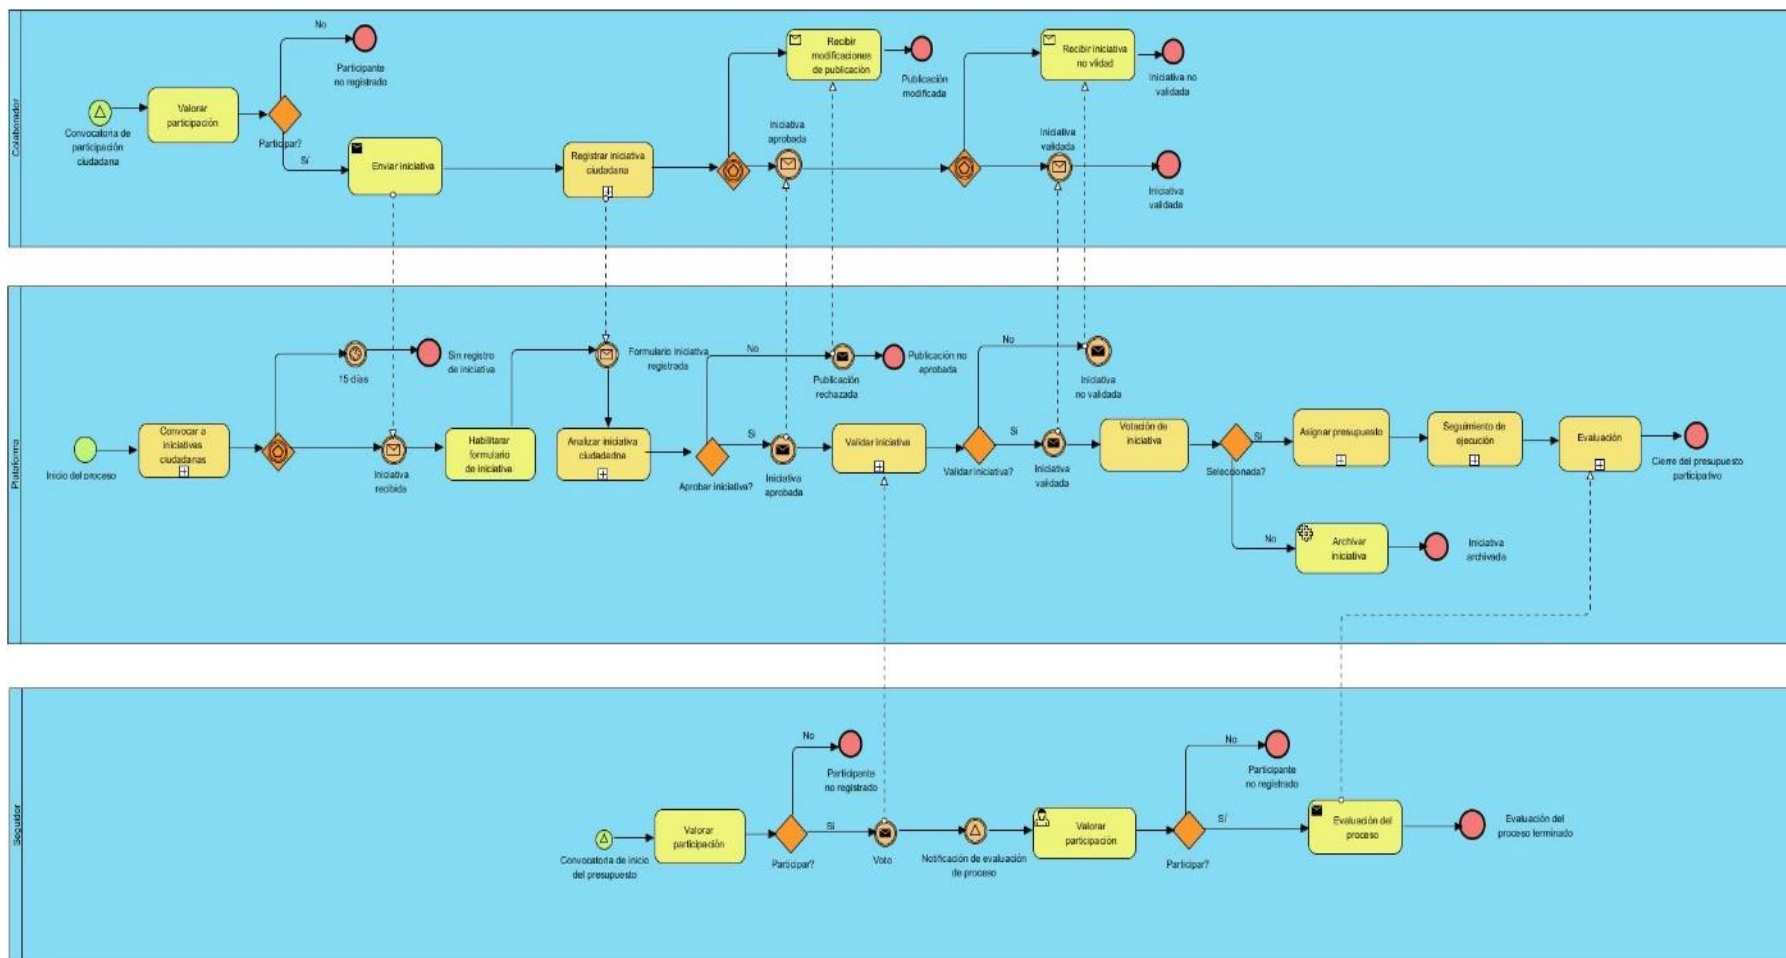 Colaborador
No
Participante
no registrado
Valorar
participación
Convocatoria de
participación
ciudadana
Participar?
Sí
Enviar iniciativa
Registrar iniciativa
ciudadana
Recibir
modificaciones
de publicación
Publicación
modificada
Iniciativa
aprobada
Recibir iniciativa
no vlidad
Iniciativa no
validada
Iniciativa
validada
Iniciativa
validada
Plataforma
Inicio del proceso
Convocar a
iniciativas
ciudadanas
15 días
Sin registro
de iniciativa
Iniciativa
recibida
Habilitarar
formulario
de iniciativa
Formulario iniciativa
registrada
Analizar iniciativa
ciudadadna
Aprobar iniciativa?
No
Publicación
rechazada
Publicación no
aprobada
Si
Iniciativa
aprobada
Validar iniciativa
Validar iniciativa?
No
Iniciativa
no validada
Si
Iniciativa
validada
Votación de
iniciativa
Seleccionada?
Sí
Asignar presupuesto
Seguimiento de
ejecución
Evaluación
Cierre del presupuesto
participativo
No
Archivar
iniciativa
Iniciativa
archivada
Seguidor
Convocatoria de inicio
del presupuesto
Valorar
participación
Participar?
No
Participante
no registrado
Si
Voto
Notificación de evaluación
de proceso
Valorar
participación
Participar?
No
Participante
no registrado
Sí
Evaluación del
proceso
Evaluación del
proceso terminado